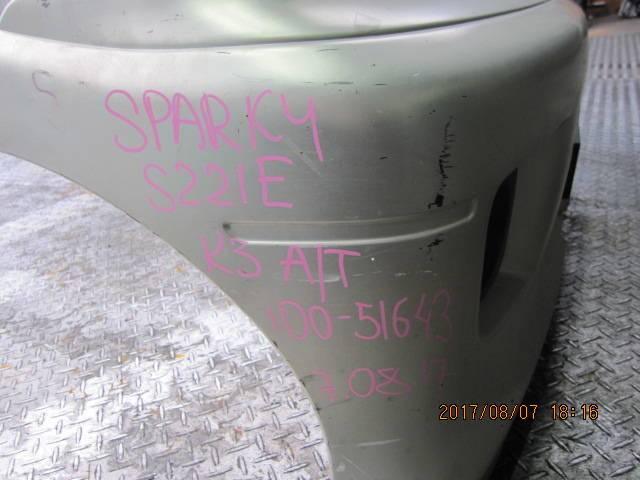 SPARKY
S221E
K3 A/T
100-51643
7.08 17
2017/08/07 18:16